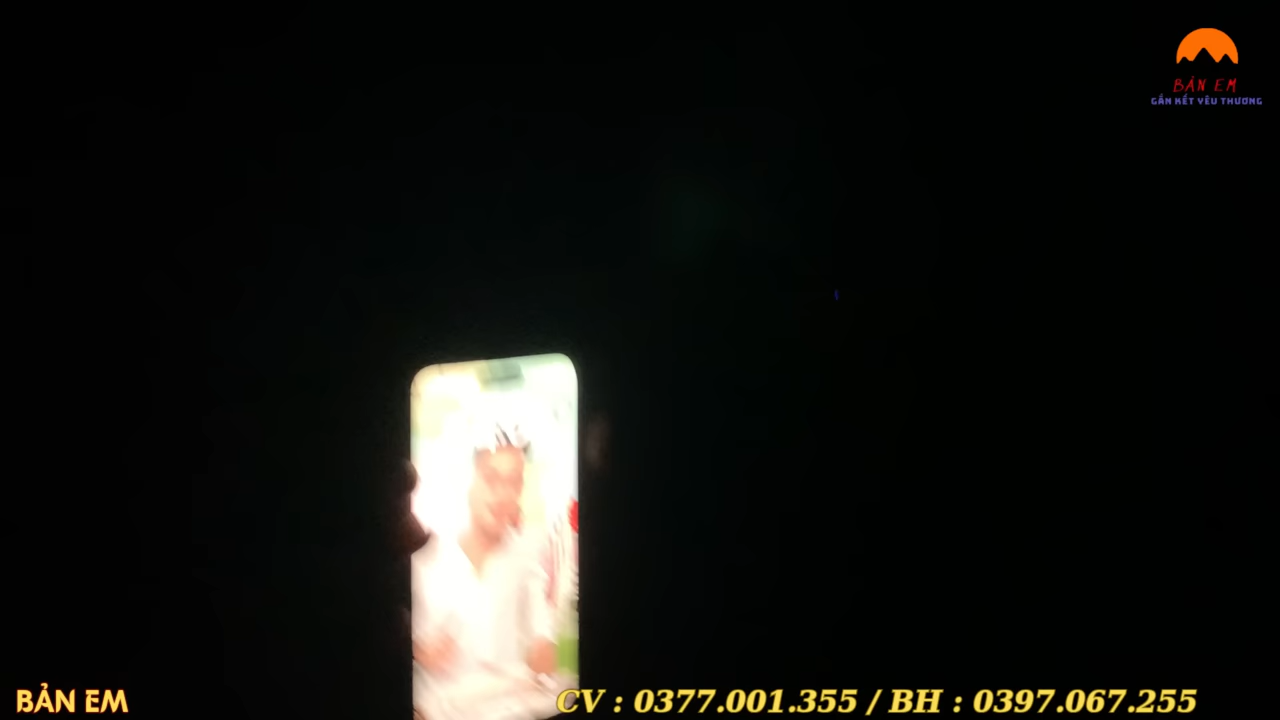 BẢN EM
GẮN KẾT YÊU THƯƠNG
BẢN EM
CV : 0377.001.355 / BH : 0397.067.255